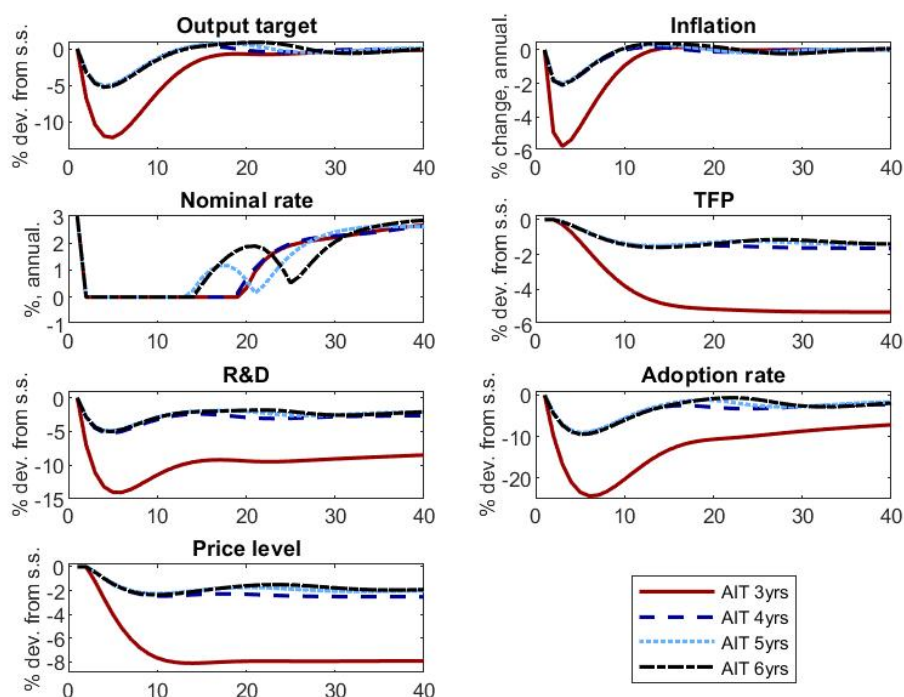 Output target
% dev. from s.s.
0
-5
-10
0 10 20 30 40
Inflation
% change, annual.
0
-2
-4
-6
0 10 20 30 40
Nominal rate
%, annual.
3
2
1
0
-1
0 10 20 30 40
TFP
% dev. from s.s.
0
-2
-4
-6
0 10 20 30 40
R&D
% dev. from s.s.
0
-5
-10
-15
0 10 20 30 40
Adoption rate
% dev. from s.s.
0
-10
-20
0 10 20 30 40
Price level
% dev. from s.s.
0
-2
-4
-6
-8
0 10 20 30 40
AIT 3yrs
AIT 4yrs
AIT 5yrs
AIT 6yrs